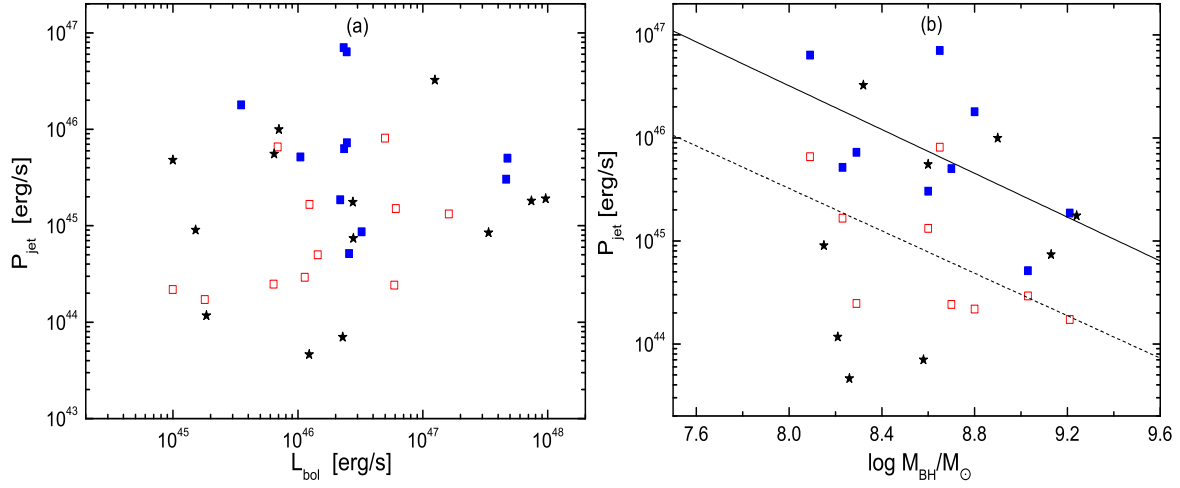 (a)
10^47
10^46
10^45
10^44
10^43
P_jet [erg/s]
10^45 10^46 10^47 10^48
L_bol [erg/s]
(b)
10^47
10^46
10^45
10^44
P_jet [erg/s]
7.6 8.0 8.4 8.8 9.2 9.6
log M_BH/M_⊙